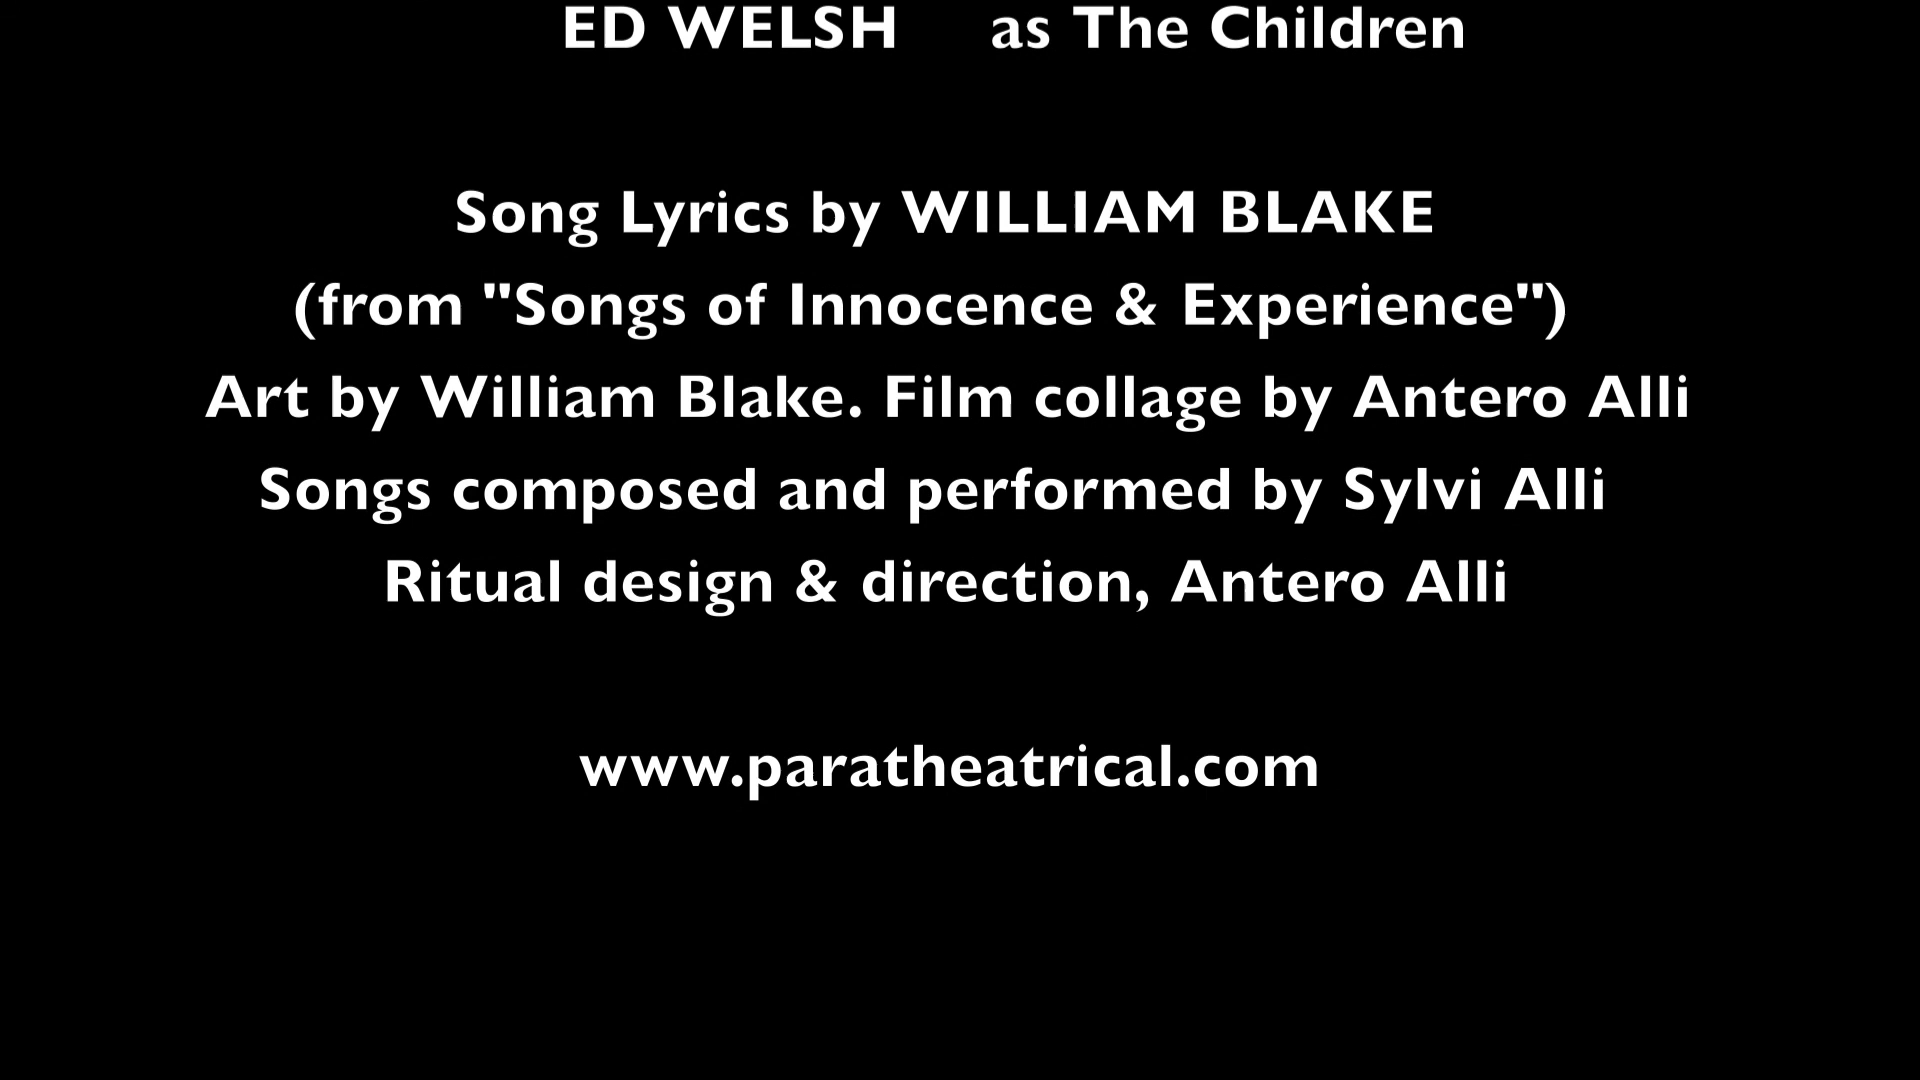 ED WELSH as The Children
Song Lyrics by WILLIAM BLAKE
(from "Songs of Innocence & Experience")
Art by William Blake. Film collage by Antero Alli
Songs composed and performed by Sylvi Alli
Ritual design & direction, Antero Alli
www.paratheatrical.com